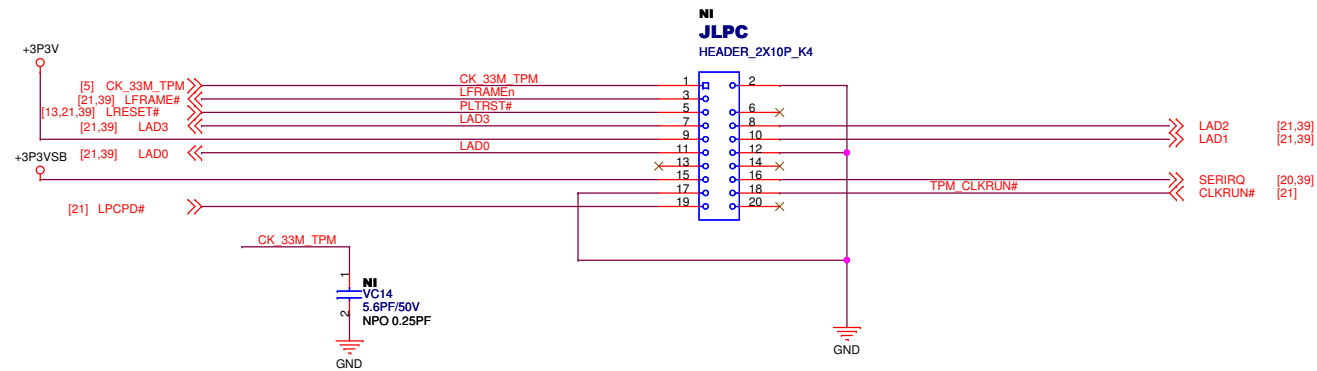 NI
JLPC
HEADER_2X10P_K4
+3P3V
[5] CK_33M_TPM CK_33M_TPM 1 2
[21,39] LFRAME# LFRAMEn 3
[13,21,39] LRESET# PLTRST# 5 6
[21,39] LAD3 LAD3 7 8 LAD2 [21,39]
9 10 LAD1 [21,39]
+3P3VSB [21,39] LAD0 LAD0 11 12
13 14
15 16 SERIRQ [20,39]
17 18 TPM_CLKRUN# CLKRUN# [21]
[21] LPCPD# 19 20
CK_33M_TPM
1
NI
VC14
5.6PF/50V
2
NPO 0.25PF
GND
GND